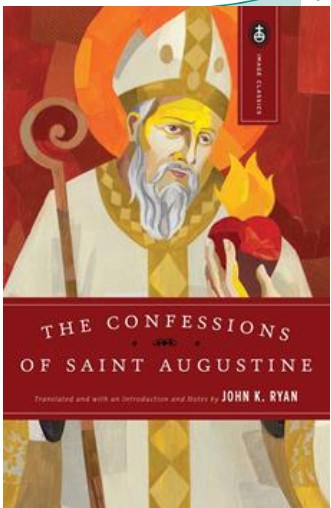 IMAGE CLASSICS
THE CONFESSIONS
OF SAINT AUGUSTINE
Translated and with an Introduction and Notes by JOHN K. RYAN